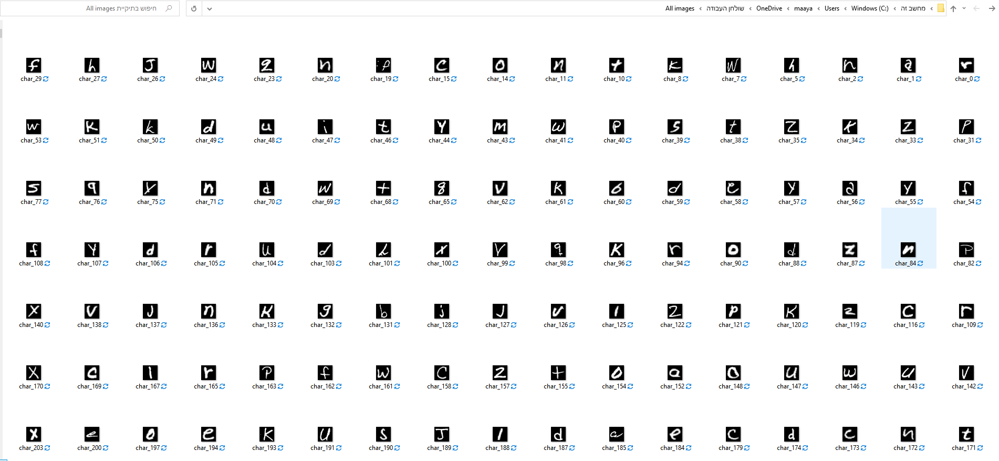 חיפוש בתיקיית All images
מחשב זה › Windows (C:) › Users › maaya › OneDrive › שולחן העבודה › All images
r a n h W k t n o c p n q w J h f
char_0 char_1 char_2 char_5 char_7 char_8 char_10 char_11 char_14 char_15 char_19 char_20 char_23 char_24 char_26 char_27 char_29
P z K Z t s P w m Y t i u d k K w
char_31 char_33 char_34 char_35 char_38 char_39 char_40 char_41 char_43 char_44 char_46 char_47 char_48 char_49 char_50 char_51 char_53
f y a y e d 6 k v 8 + w d n y q s
char_54 char_55 char_56 char_57 char_58 char_59 char_60 char_61 char_62 char_65 char_68 char_69 char_70 char_71 char_75 char_76 char_77
P n z d o r K q V x h d U r d Y f
char_82 char_84 char_87 char_88 char_90 char_94 char_96 char_98 char_99 char_100 char_101 char_103 char_104 char_105 char_106 char_107 char_108
r C z K p Z 1 v J j b g K n J v x
char_109 char_116 char_119 char_120 char_121 char_122 char_125 char_126 char_127 char_128 char_131 char_132 char_133 char_136 char_137 char_138 char_140
V U w u O a o + z C w f P r l c X
char_142 char_143 char_146 char_147 char_148 char_152 char_154 char_155 char_157 char_158 char_161 char_162 char_163 char_165 char_167 char_169 char_170
t n c d C e a d l J s U K e o e x
char_171 char_172 char_173 char_174 char_179 char_184 char_185 char_187 char_188 char_189 char_190 char_191 char_193 char_194 char_197 char_200 char_203